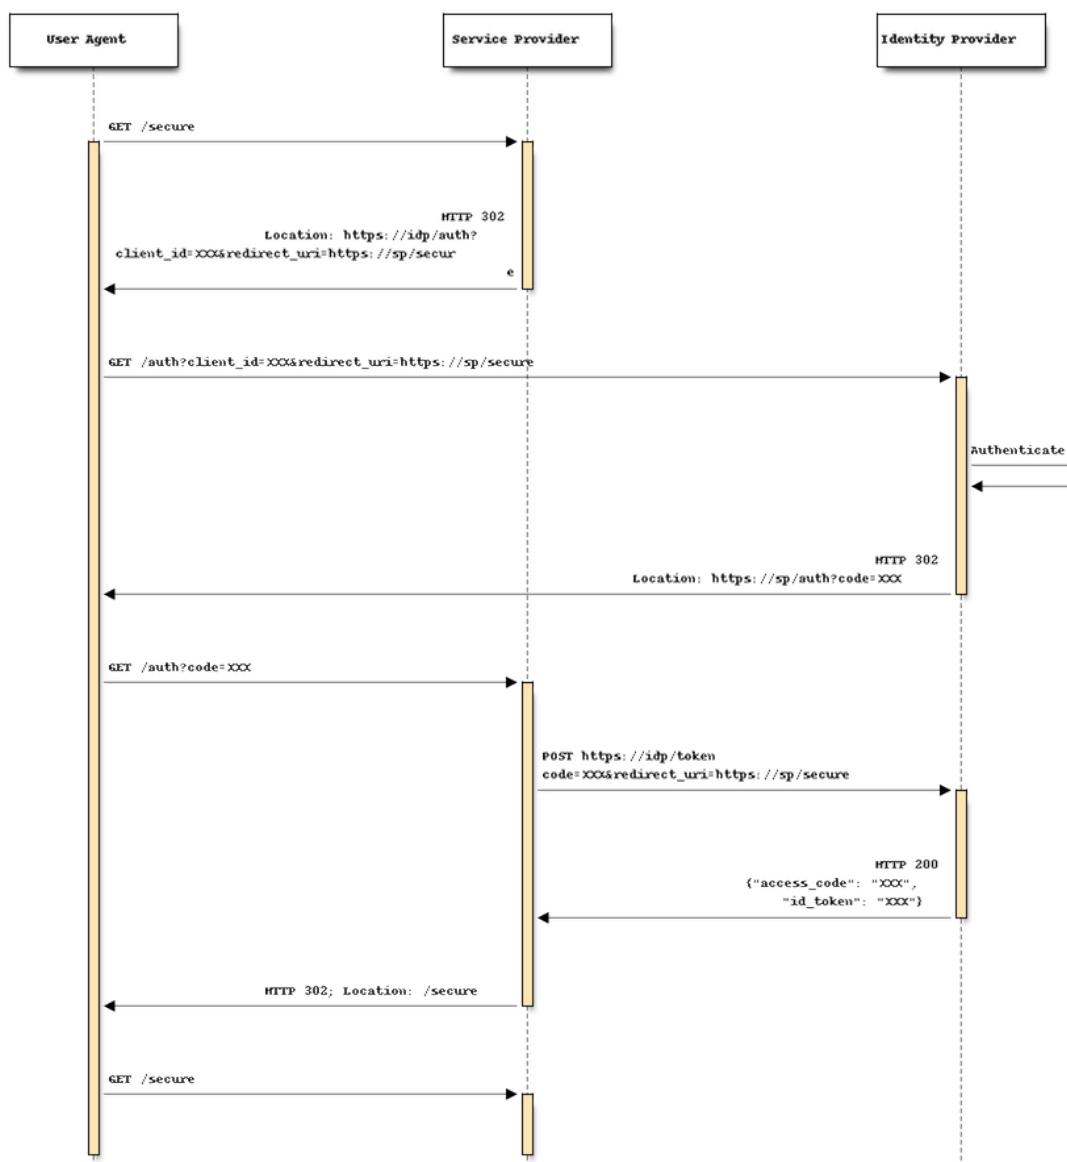 User Agent
Service Provider
Identity Provider
GET /secure
HTTP 302
Location: https://idp/auth?
client_id=XXX&redirect_uri=https://sp/secur
e
GET /auth?client_id=XXX&redirect_uri=https://sp/secure
Authenticate
HTTP 302
Location: https://sp/auth?code=XXX
GET /auth?code=XXX
POST https://idp/token
code=XXX&redirect_uri=https://sp/secure
HTTP 200
{"access_code": "XXX",
"id_token": "XXX"}
HTTP 302; Location: /secure
GET /secure